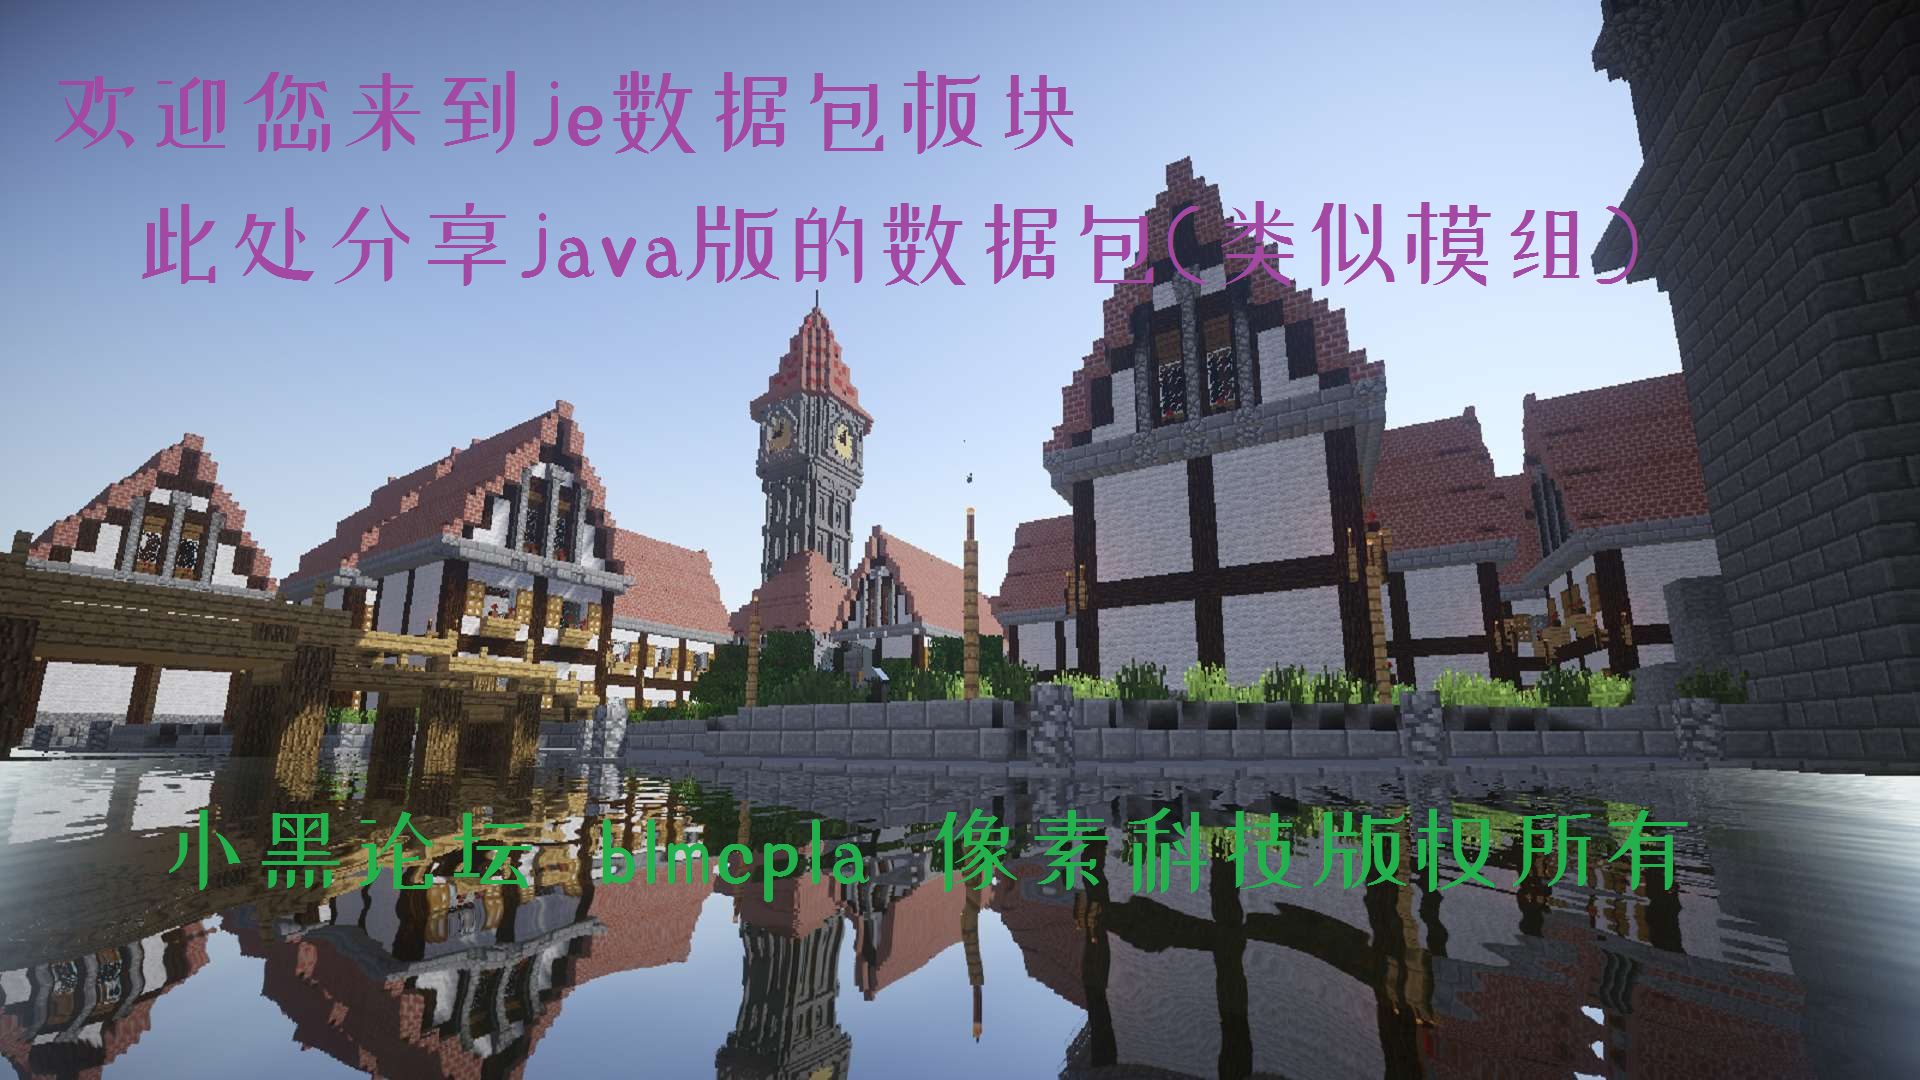 欢迎您来到je数据包板块
此处分享java版的数据包(类似模组)
小黑论坛 blmcpla 像素科技版权所有